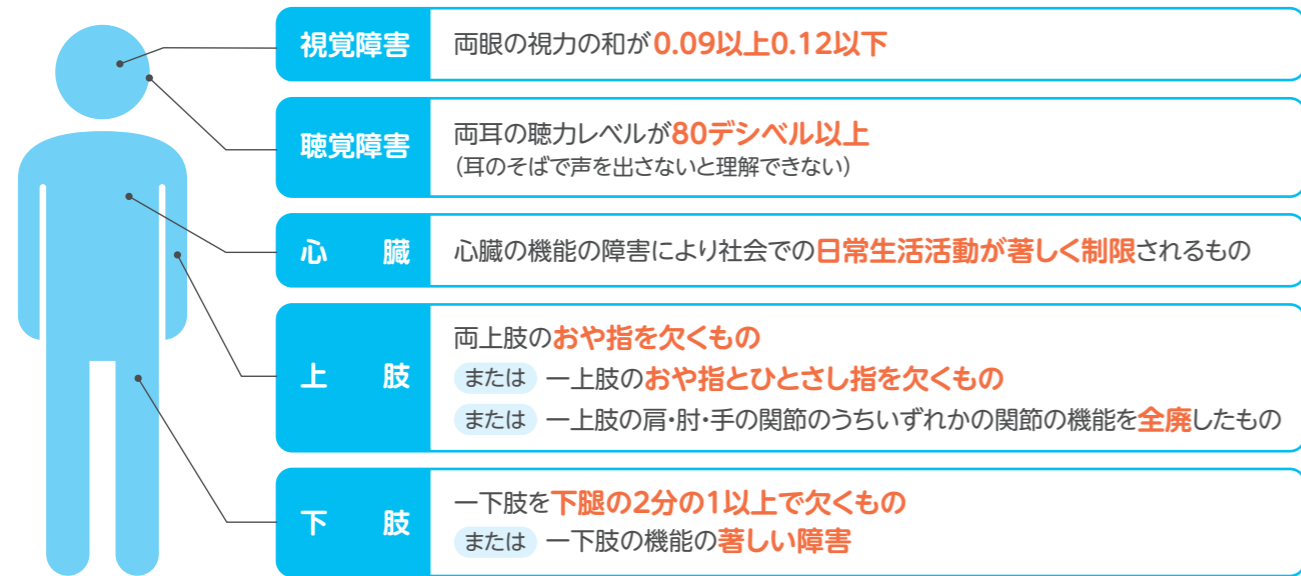 視覚障害
両眼の視力の和が0.09以上0.12以下
聴覚障害
両耳の聴力レベルが80デシベル以上
（耳のそばで声を出さないと理解できない）
心　臓
心臓の機能の障害により社会での日常生活活動が著しく制限されるもの
上　肢
両上肢のおや指を欠くもの
または 一上肢のおや指とひとさし指を欠くもの
または 一上肢の肩・肘・手の関節のうちいずれかの関節の機能を全廃したもの
下　肢
一下肢を下腿の2分の1以上で欠くもの
または 一下肢の機能の著しい障害